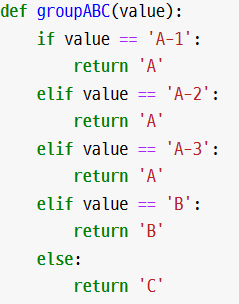 def groupABC(value):
    if value == 'A-1':
        return 'A'
    elif value == 'A-2':
        return 'A'
    elif value == 'A-3':
        return 'A'
    elif value == 'B':
        return 'B'
    else:
        return 'C'